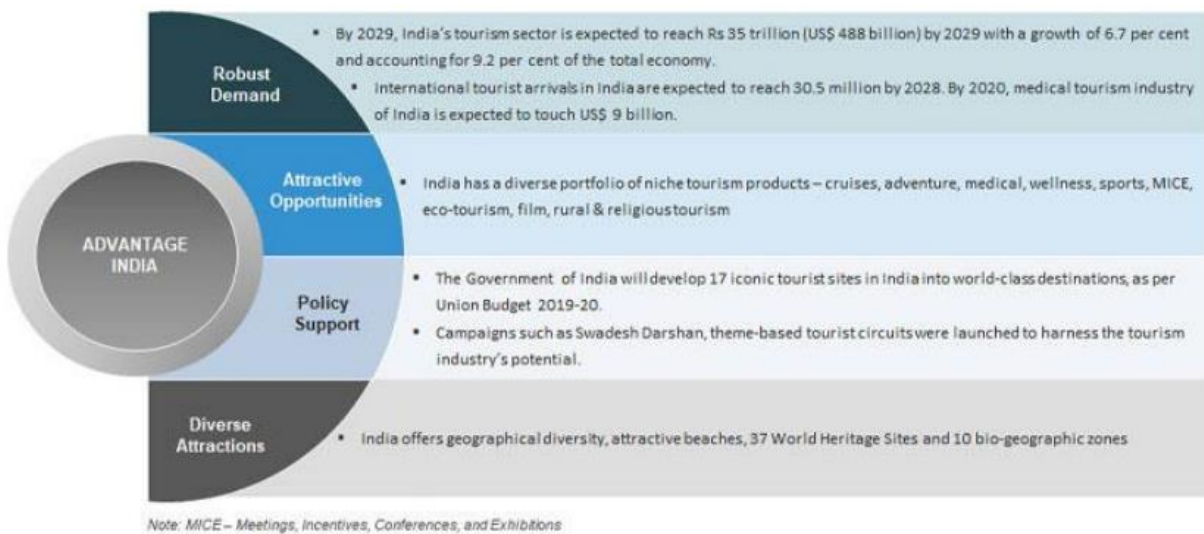 Robust
Demand
▪ By 2029, India's tourism sector is expected to reach Rs 35 trillion (US$ 488 billion) by 2029 with a growth of 6.7 per cent
and accounting for 9.2 per cent of the total economy.
▪ International tourist arrivals in India are expected to reach 30.5 million by 2028. By 2020, medical tourism industry
of India is expected to touch US$ 9 billion.
ADVANTAGE
INDIA
Attractive
Opportunities
▪ India has a diverse portfolio of niche tourism products – cruises, adventure, medical, wellness, sports, MICE,
eco-tourism, film, rural & religious tourism
Policy
Support
▪ The Government of India will develop 17 iconic tourist sites in India into world-class destinations, as per
Union Budget 2019-20.
▪ Campaigns such as Swadesh Darshan, theme-based tourist circuits were launched to harness the tourism
industry's potential.
Diverse
Attractions
▪ India offers geographical diversity, attractive beaches, 37 World Heritage Sites and 10 bio-geographic zones
Note: MICE – Meetings, Incentives, Conferences, and Exhibitions